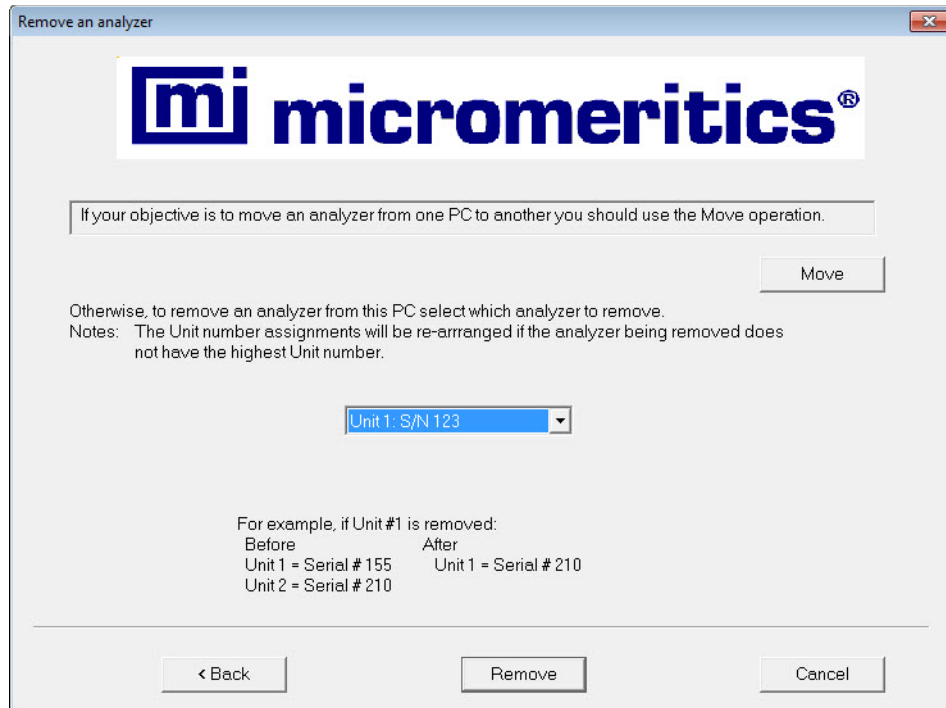 Remove an analyzer
mi micromeritics®
If your objective is to move an analyzer from one PC to another you should use the Move operation.
Move
Otherwise, to remove an analyzer from this PC select which analyzer to remove.
Notes: The Unit number assignments will be re-arrranged if the analyzer being removed does
not have the highest Unit number.
Unit 1: S/N 123
For example, if Unit #1 is removed:
Before After
Unit 1 = Serial # 155 Unit 1 = Serial # 210
Unit 2 = Serial # 210
< Back Remove Cancel